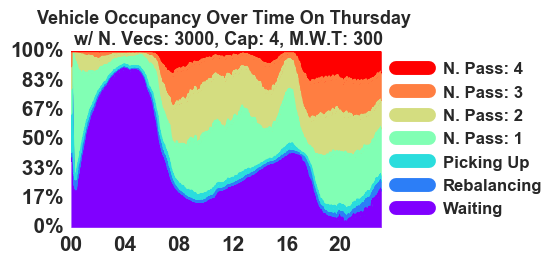 Vehicle Occupancy Over Time On Thursday
w/ N. Vecs: 3000, Cap: 4, M.W.T: 300
100%
83%
67%
50%
33%
17%
0%
00 04 08 12 16 20
N. Pass: 4
N. Pass: 3
N. Pass: 2
N. Pass: 1
Picking Up
Rebalancing
Waiting